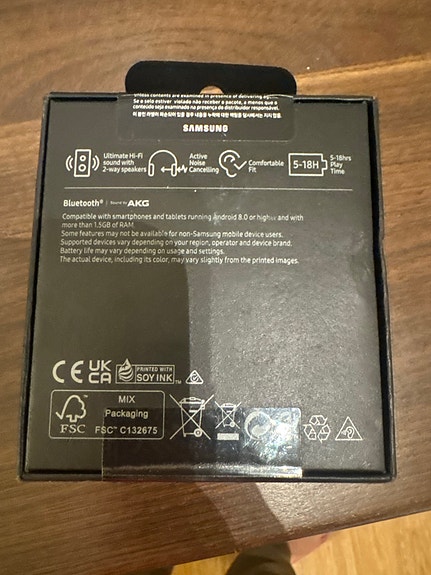 unless contents are examined in presence of delivering ag
Se o selo estiver violado não receber o pacote, a menos que o
conteúdo seja examinado na presença do distribuidor responsável.
SAMSUNG
Ultimate Hi-Fi
sound with
2-way speakers
Active
Noise
Cancelling
Comfortable
Fit
5-18H
5-18hrs
Play
Time
Bluetooth® | Sound by AKG
Compatible with smartphones and tablets running Android 8.0 or higher and with
more than 1.5GB of RAM.
Some features may not be available for non-Samsung mobile device users.
Supported devices vary depending on your region, operator and device brand.
Battery life may vary depending on usage and settings.
The actual device, including its color, may vary slightly from the printed images.
CE UK
CA
PRINTED WITH
SOY INK™
FSC
MIX
Packaging
FSC™ C132675